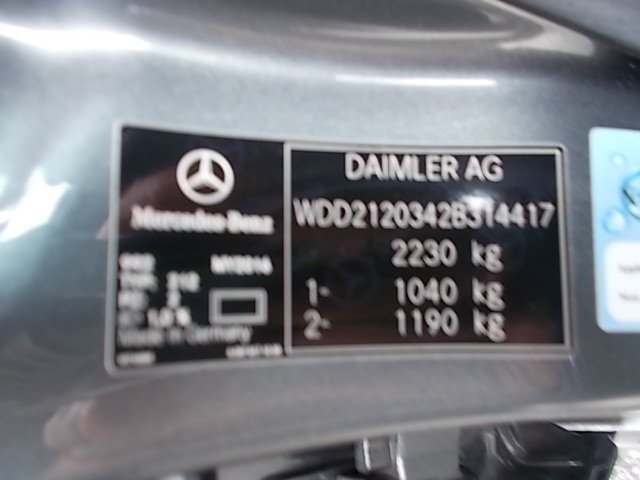 Mercedes-Benz
TYP: 212
Made in Germany
DAIMLER AG
WDD2120342B314417
2230 kg
1- 1040 kg
2- 1190 kg